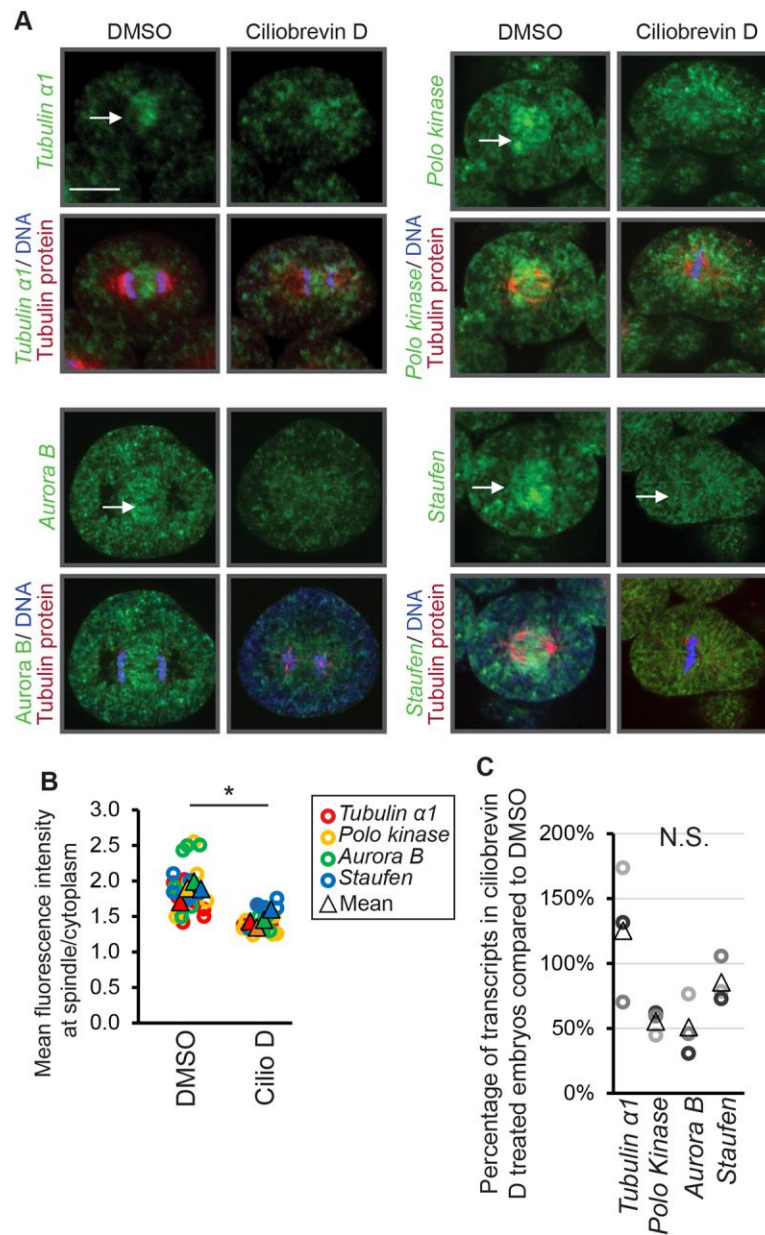 A
DMSO
Ciliobrevin D
DMSO
Ciliobrevin D
Tubulin α1
Polo kinase
Tubulin α1/ DNA
Tubulin protein
Polo kinase/ DNA
Tubulin protein
Aurora B
Staufen
Aurora B/ DNA
Tubulin protein
Staufen/ DNA
Tubulin protein
B
Mean fluorescence intensity
at spindle/cytoplasm
3.0
2.5
2.0
1.5
1.0
0.5
0.0
*
DMSO
Cilio D
Tubulin α1
Polo kinase
Aurora B
Staufen
Mean
C
Percentage of transcripts in ciliobrevin
D treated embryos compared to DMSO
200%
150%
100%
50%
0%
N.S.
Tubulin α1
Polo Kinase
Aurora B
Staufen